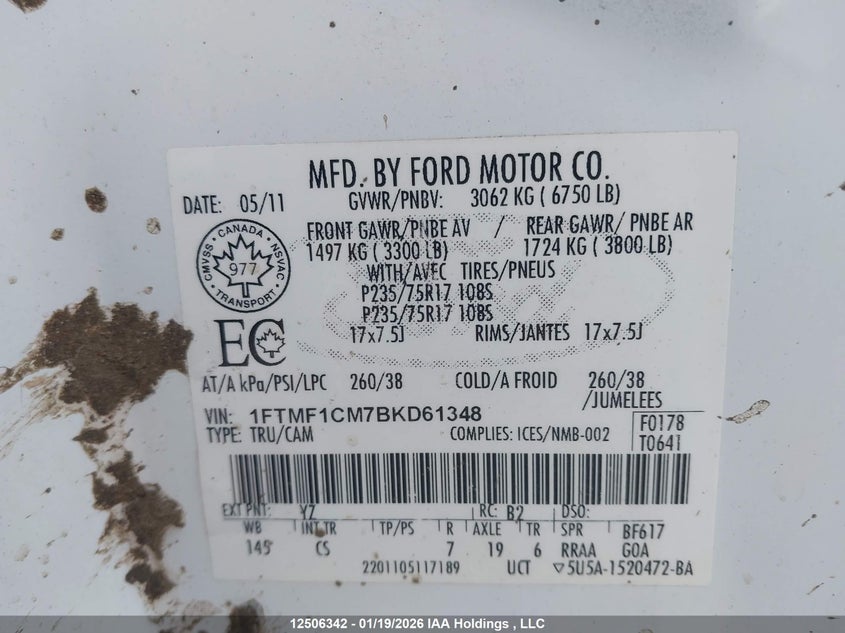 MFD. BY FORD MOTOR CO.
DATE: 05/11 GVWR/PNBV: 3062 KG ( 6750 LB)
FRONT GAWR/PNBE AV / REAR GAWR/ PNBE AR
1497 KG ( 3300 LB) 1724 KG ( 3800 LB)
WITH/AVEC TIRES/PNEUS
P235/75R17 108S
P235/75R17 108S
17x7.5J RIMS/JANTES 17x7.5J
CANADA
CMVSS NSVAC
977
TRANSPORT
EC
AT/A kPa/PSI/LPC 260/38 COLD/A FROID 260/38
/JUMELEES
VIN: 1FTMF1CM7BKD61348 F0178
TYPE: TRU/CAM COMPLIES: ICES/NMB-002 T0641
EXT PNT: YZ RC: B2 DSO:
WB INT TR TP/PS R AXLE TR SPR BF617
145 CS 7 19 6 RRAA GOA
2201105117189 UCT ▽5U5A-1520472-BA
12506342 - 01/19/2026 IAA Holdings , LLC